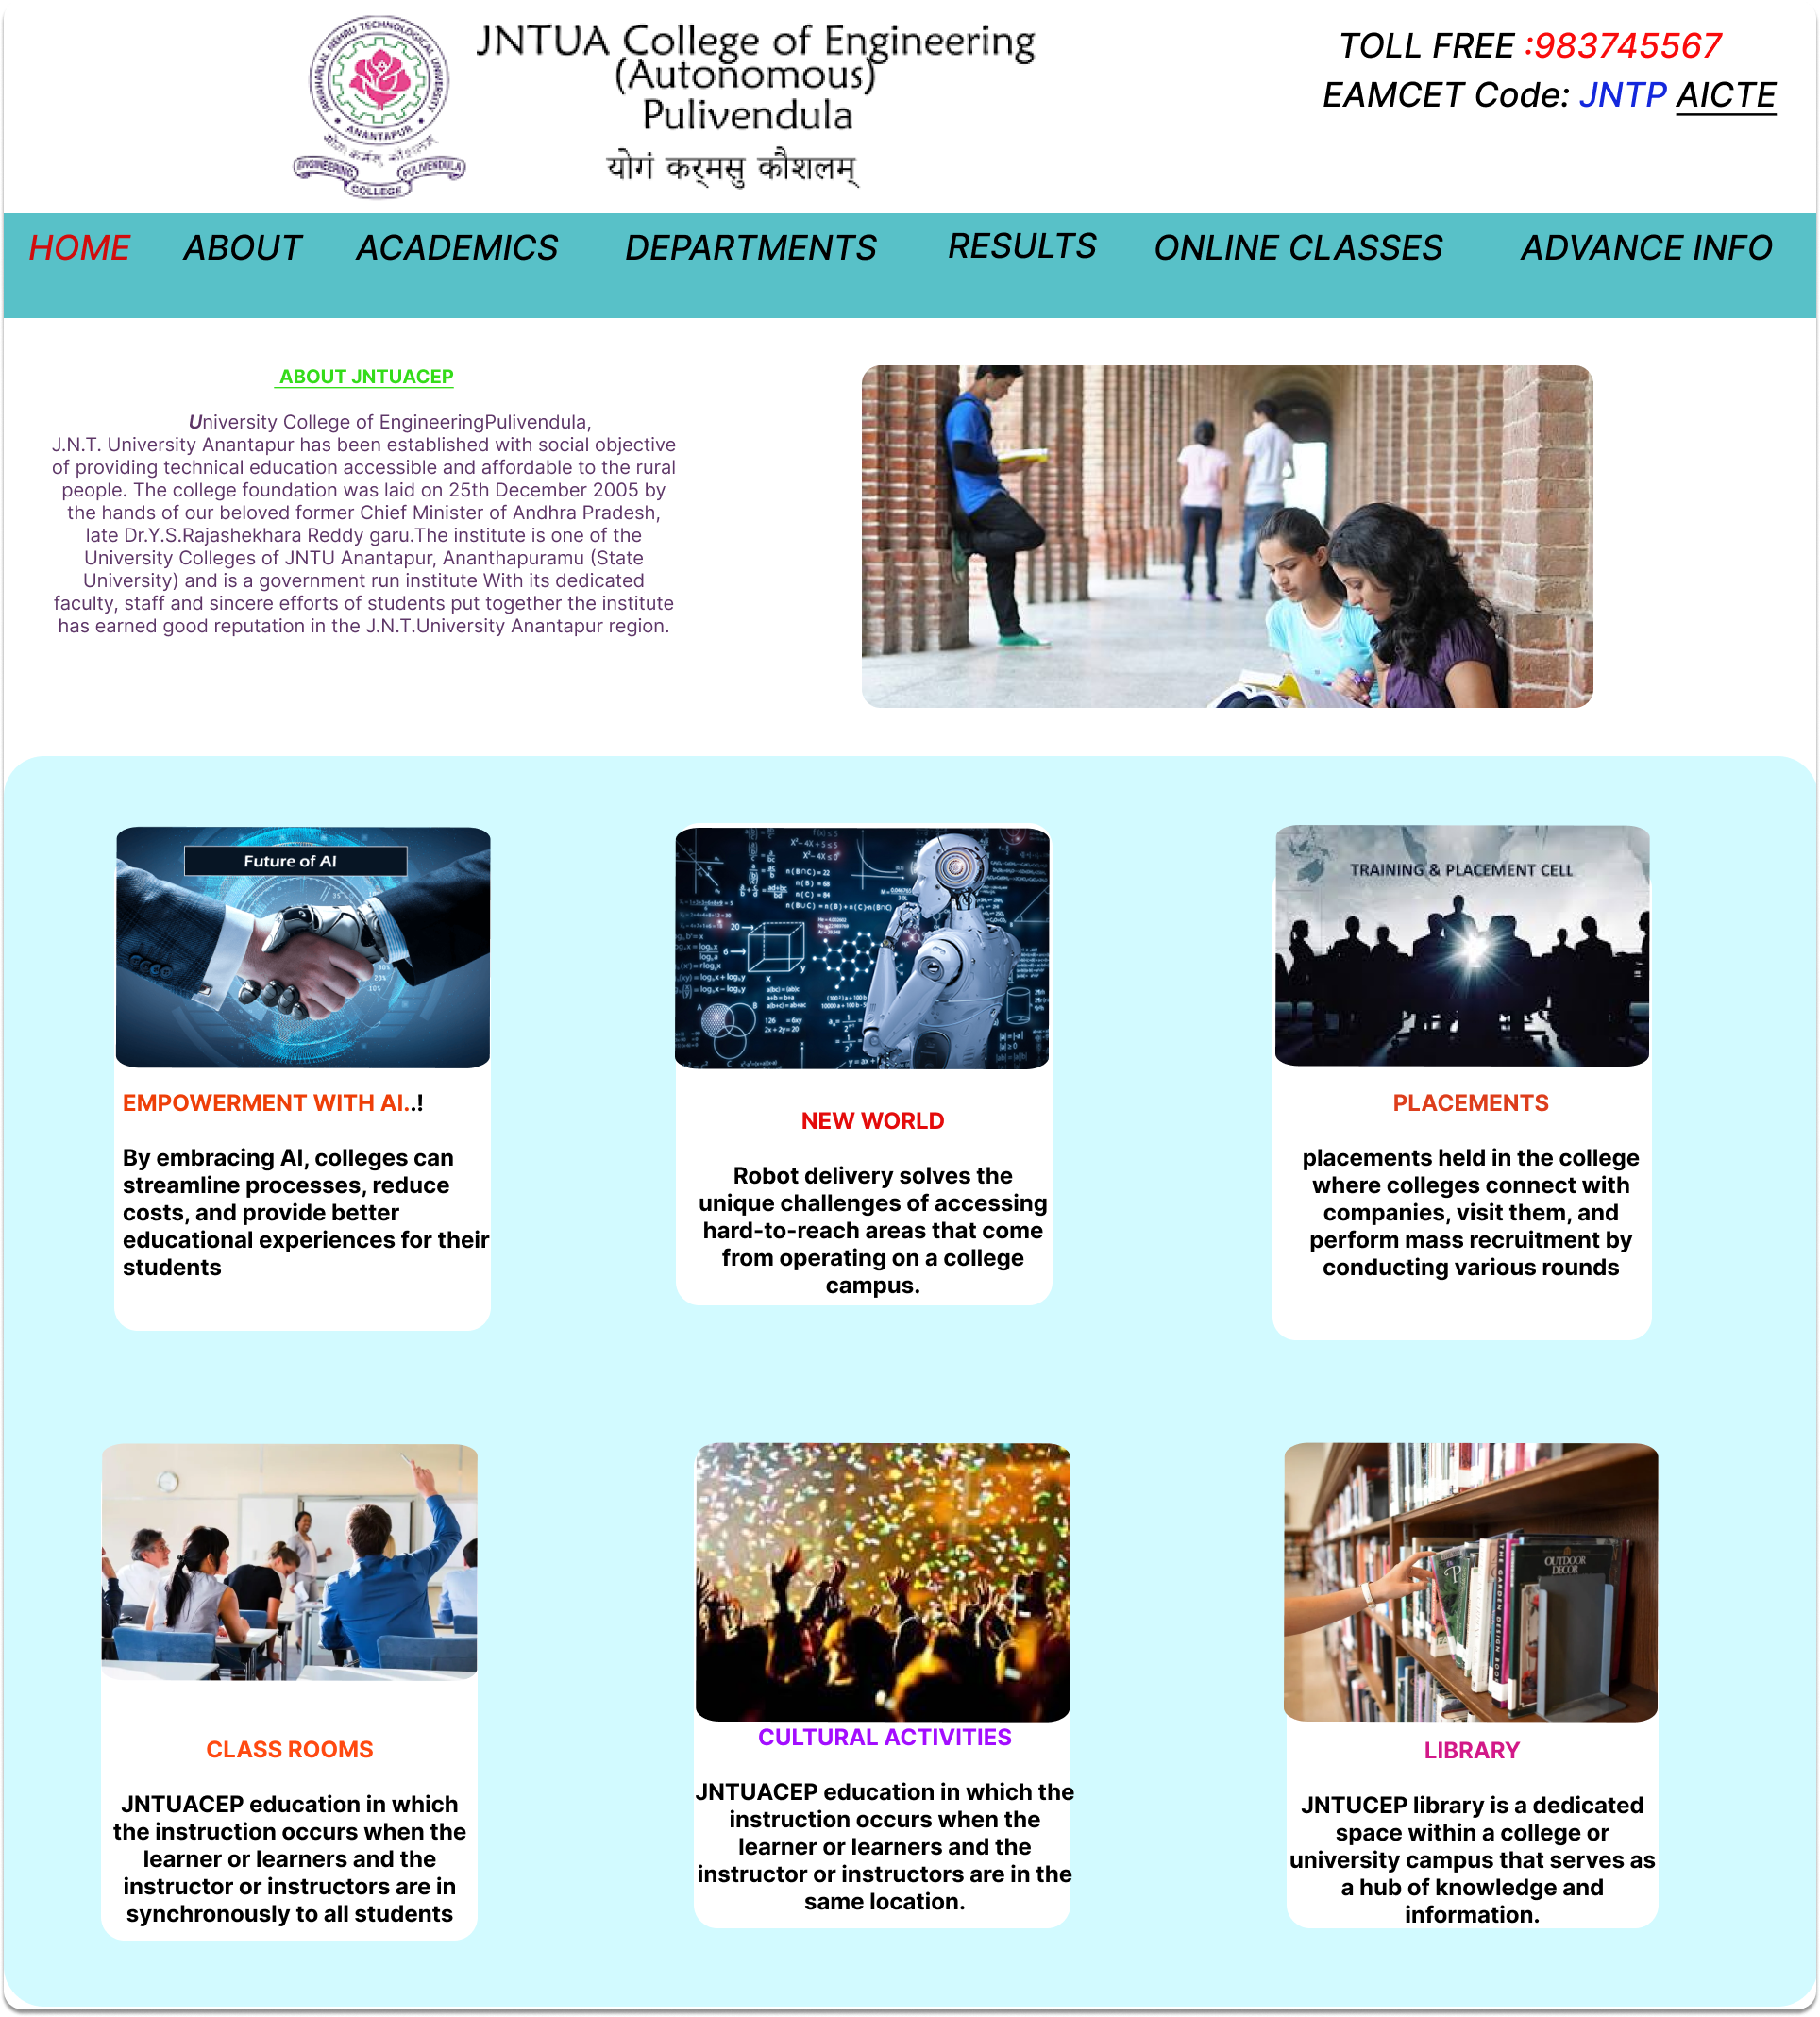 JAWAHARLAL NEHRU TECHNOLOGICAL UNIVERSITY
ANANTAPUR
योगः कर्मसु कौशलम्
ENGINEERING
COLLEGE
PULIVENDULA
JNTUA College of Engineering
(Autonomous)
Pulivendula
योगं कर्मसु कौशलम्
TOLL FREE :983745567
EAMCET Code: JNTP AICTE
HOME ABOUT ACADEMICS DEPARTMENTS RESULTS ONLINE CLASSES ADVANCE INFO
ABOUT JNTUACEP
University College of EngineeringPulivendula,
J.N.T. University Anantapur has been established with social objective
of providing technical education accessible and affordable to the rural
people. The college foundation was laid on 25th December 2005 by
the hands of our beloved former Chief Minister of Andhra Pradesh,
late Dr.Y.S.Rajashekhara Reddy garu.The institute is one of the
University Colleges of JNTU Anantapur, Ananthapuramu (State
University) and is a government run institute With its dedicated
faculty, staff and sincere efforts of students put together the institute
has earned good reputation in the J.N.T.University Anantapur region.
Future of AI
EMPOWERMENT WITH AI..!
By embracing AI, colleges can
streamline processes, reduce
costs, and provide better
educational experiences for their
students
n(B∩C)=22
n(B)=68
n(C)=84
n(B∪C)=n(B)+n(C)-n(B∩C)
NEW WORLD
Robot delivery solves the
unique challenges of accessing
hard-to-reach areas that come
from operating on a college
campus.
TRAINING & PLACEMENT CELL
PLACEMENTS
placements held in the college
where colleges connect with
companies, visit them, and
perform mass recruitment by
conducting various rounds
CLASS ROOMS
JNTUACEP education in which
the instruction occurs when the
learner or learners and the
instructor or instructors are in
synchronously to all students
CULTURAL ACTIVITIES
JNTUACEP education in which the
instruction occurs when the
learner or learners and the
instructor or instructors are in the
same location.
OUTDOOR
DECOR
THE GARDEN DESIGN BOOK
LIBRARY
JNTUCEP library is a dedicated
space within a college or
university campus that serves as
a hub of knowledge and
information.